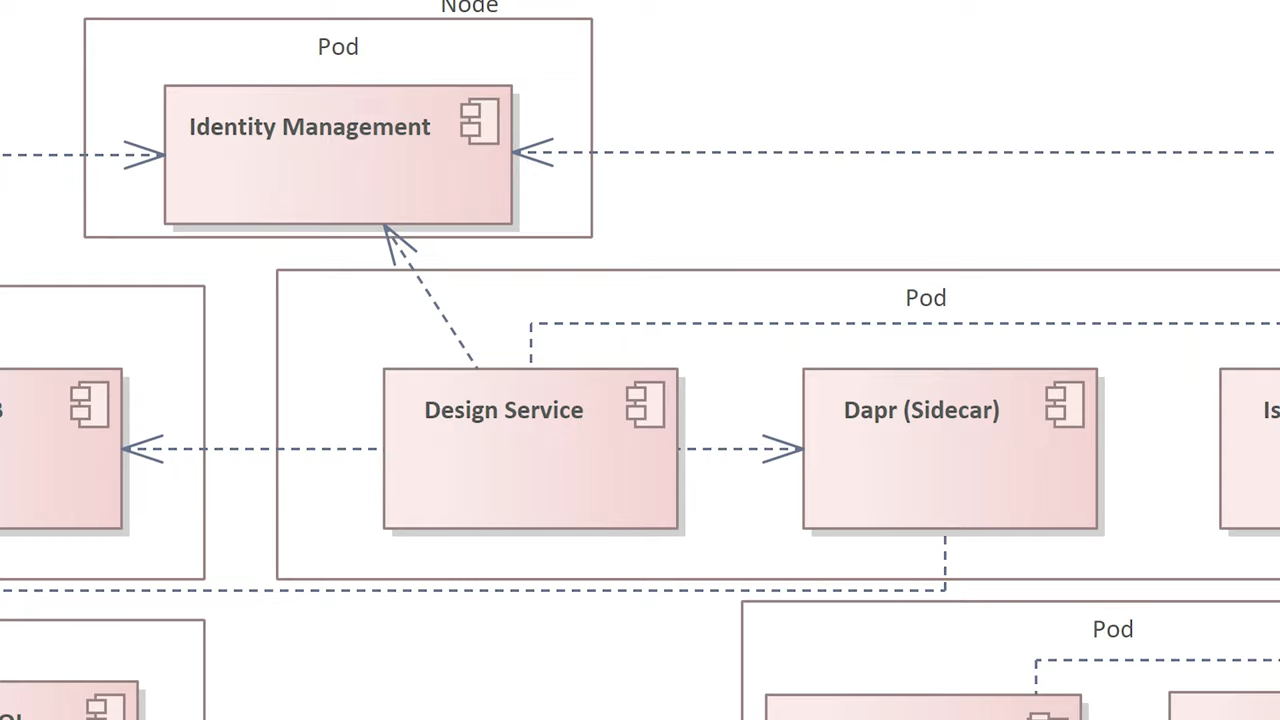 Node
Pod
Identity Management
Pod
Design Service
Dapr (Sidecar)
Pod